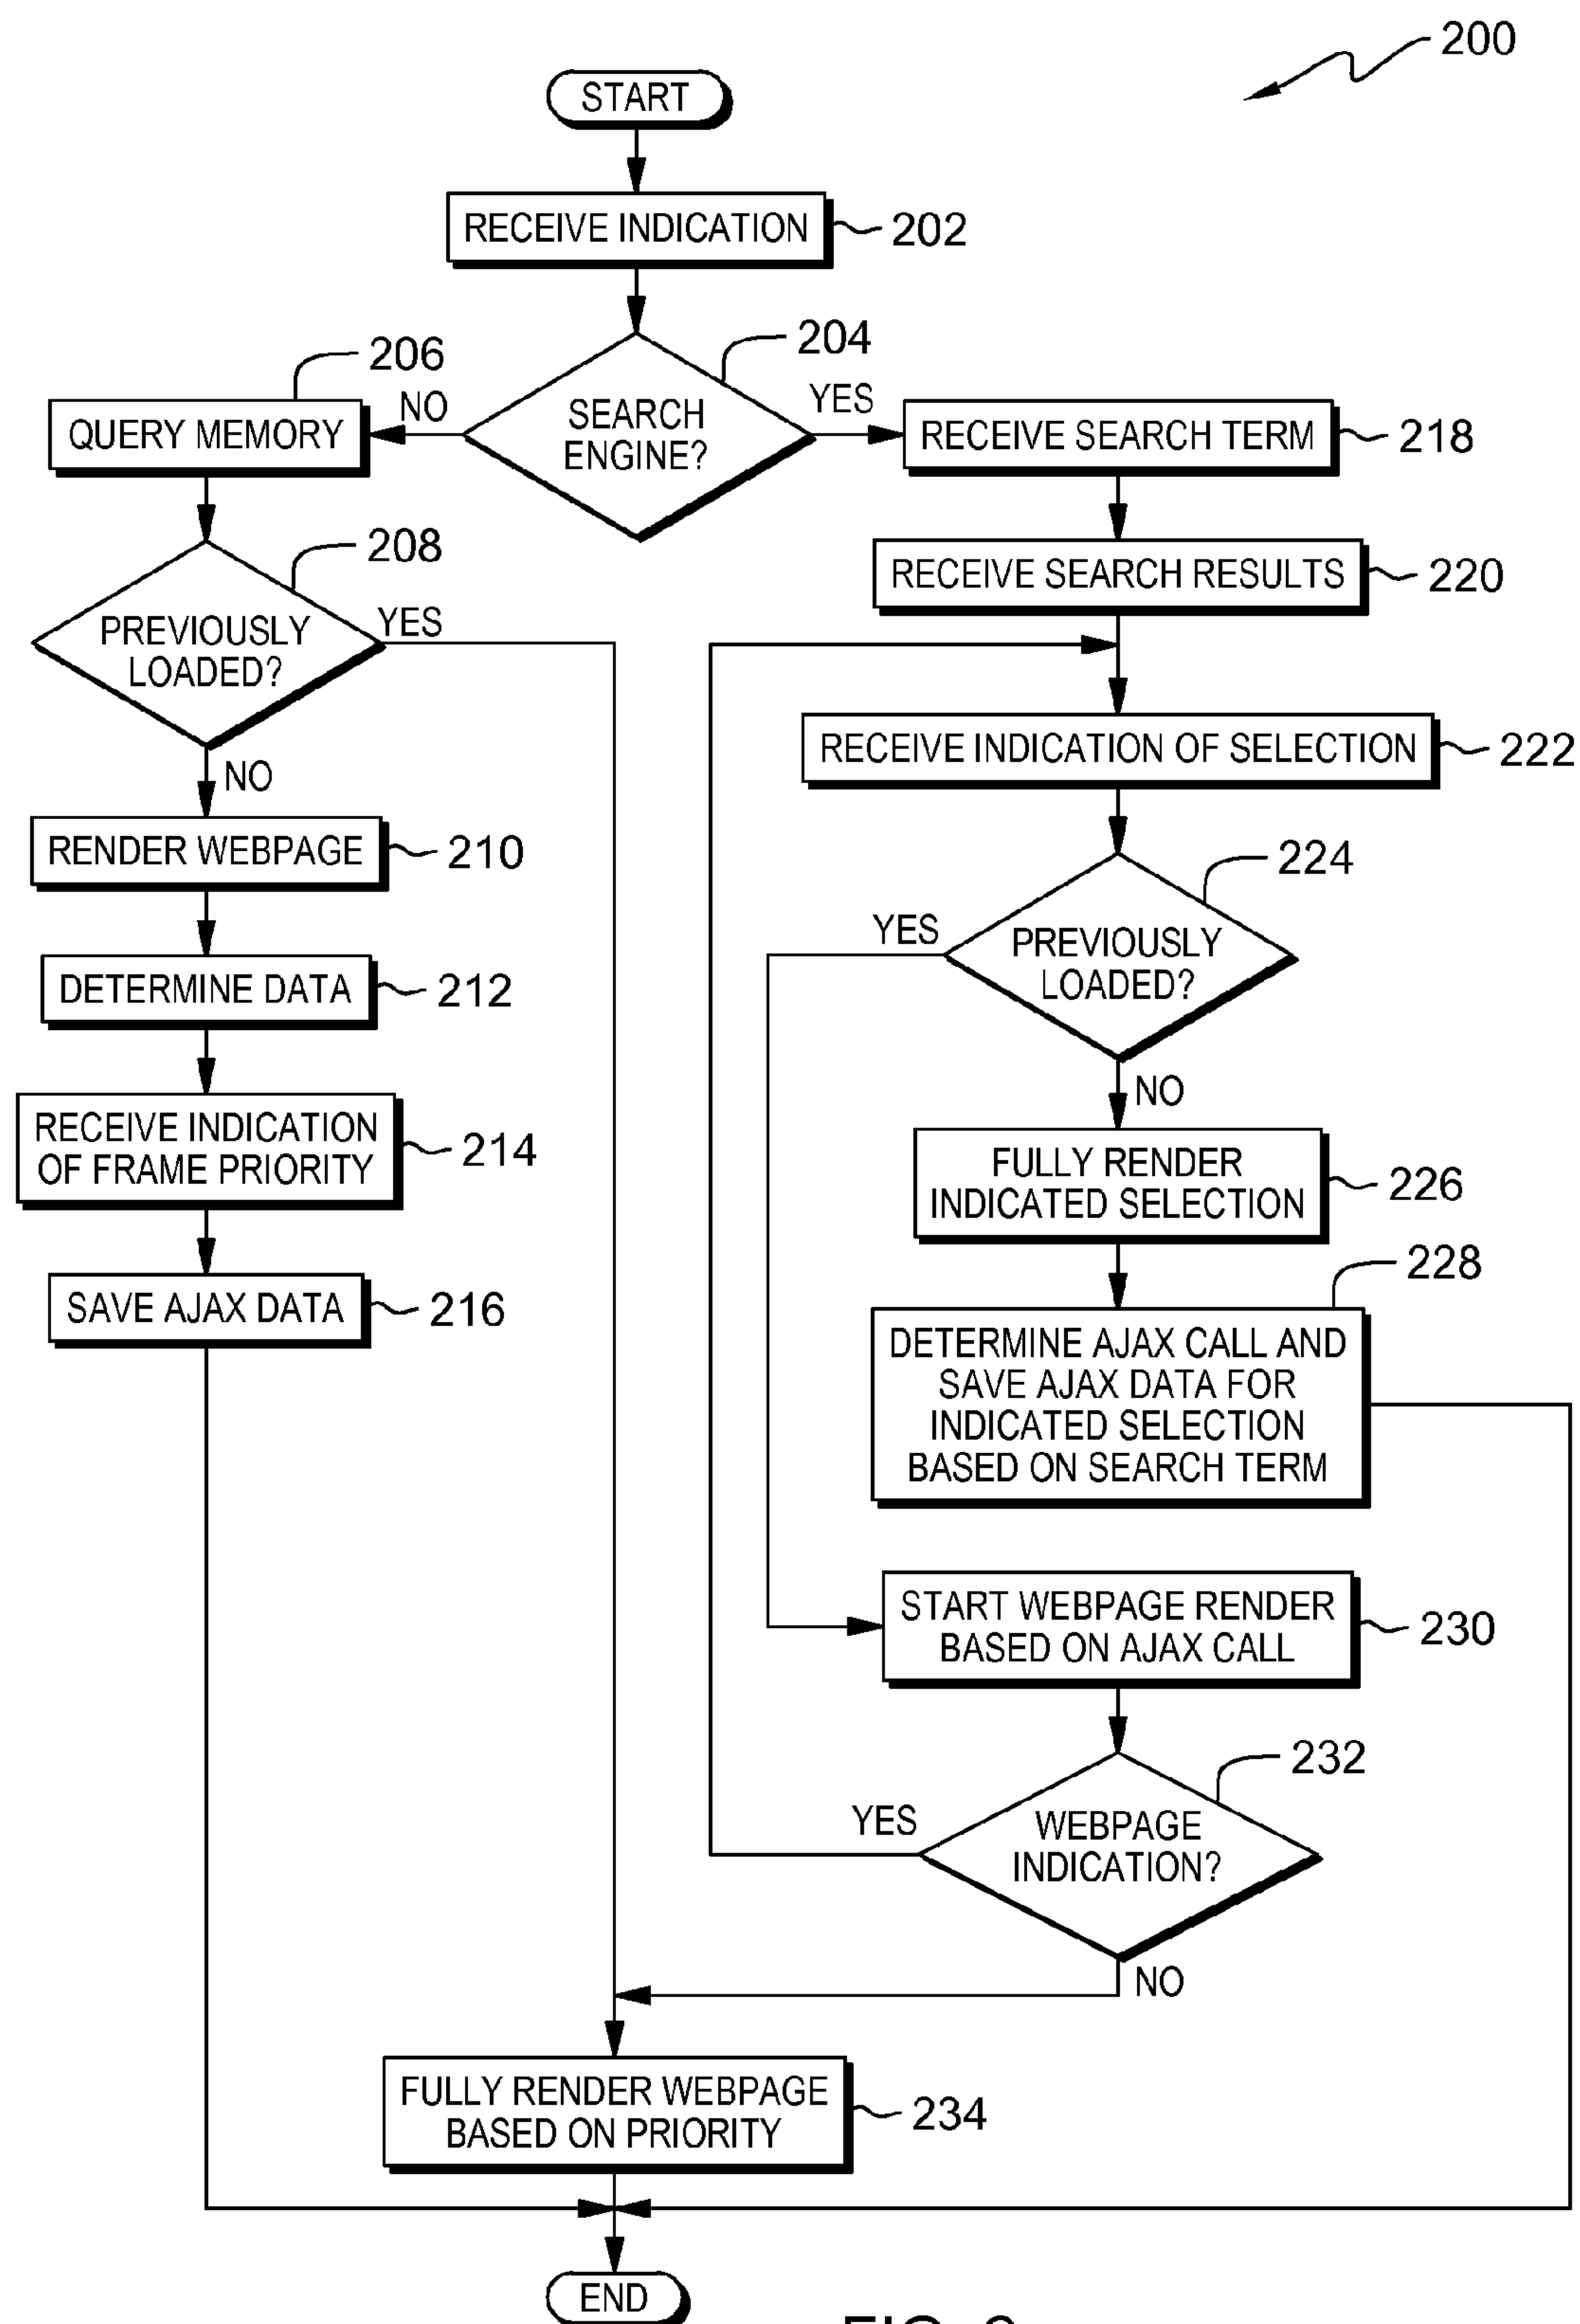 200
START
RECEIVE INDICATION
202
204
SEARCH
ENGINE?
NO
YES
206
QUERY MEMORY
RECEIVE SEARCH TERM
218
208
PREVIOUSLY
LOADED?
YES
NO
RECEIVE SEARCH RESULTS
220
RECEIVE INDICATION OF SELECTION
222
RENDER WEBPAGE
210
224
PREVIOUSLY
LOADED?
YES
NO
DETERMINE DATA
212
RECEIVE INDICATION
OF FRAME PRIORITY
214
FULLY RENDER
INDICATED SELECTION
226
SAVE AJAX DATA
216
228
DETERMINE AJAX CALL AND
SAVE AJAX DATA FOR
INDICATED SELECTION
BASED ON SEARCH TERM
START WEBPAGE RENDER
BASED ON AJAX CALL
230
232
WEBPAGE
INDICATION?
YES
NO
FULLY RENDER WEBPAGE
BASED ON PRIORITY
234
END